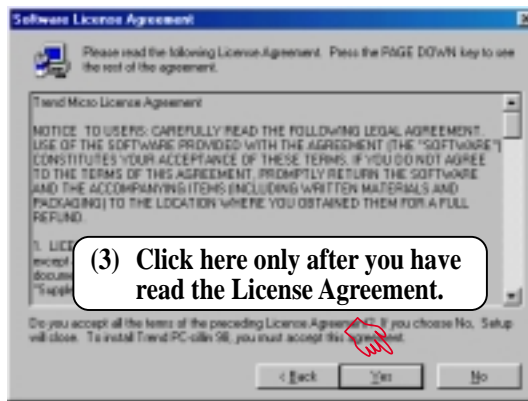 Software License Agreement
Please read the following License Agreement. Press the PAGE DOWN key to see
the rest of the agreement.
Trend Micro License Agreement
NOTICE TO USERS: CAREFULLY READ THE FOLLOWING LEGAL AGREEMENT.
USE OF THE SOFTWARE PROVIDED WITH THE AGREEMENT (THE "SOFTWARE")
CONSTITUTES YOUR ACCEPTANCE OF THESE TERMS. IF YOU DO NOT AGREE
TO THE TERMS OF THIS AGREEMENT, PROMPTLY RETURN THE SOFTWARE
AND THE ACCOMPANYING ITEMS (INCLUDING WRITTEN MATERIALS AND
PACKAGING) TO THE LOCATION WHERE YOU OBTAINED THEM FOR A FULL
REFUND.
1. LICE
except
docume
"Supple
(3) Click here only after you have
read the License Agreement.
Do you accept all the terms of the preceding License Agreement? If you choose No, Setup
will close. To install Trend PC-cillin 98, you must accept this agreement.
< Back Yes No